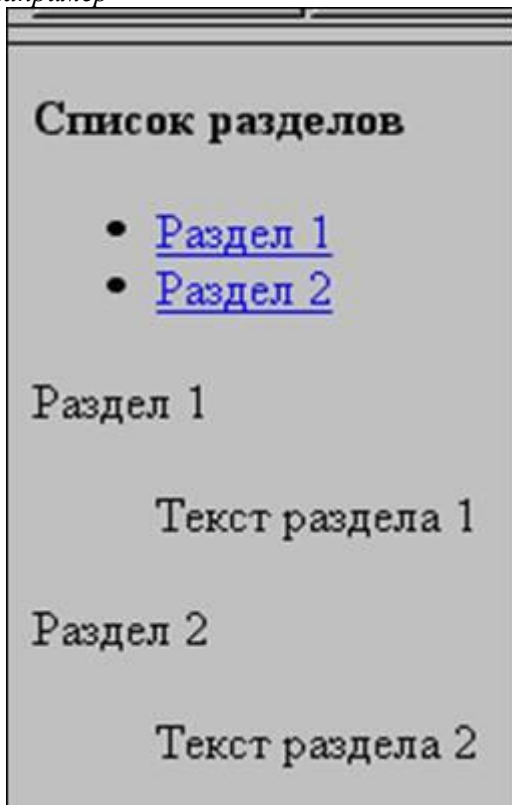 Список разделов
• Раздел 1
• Раздел 2
Раздел 1
Текст раздела 1
Раздел 2
Текст раздела 2